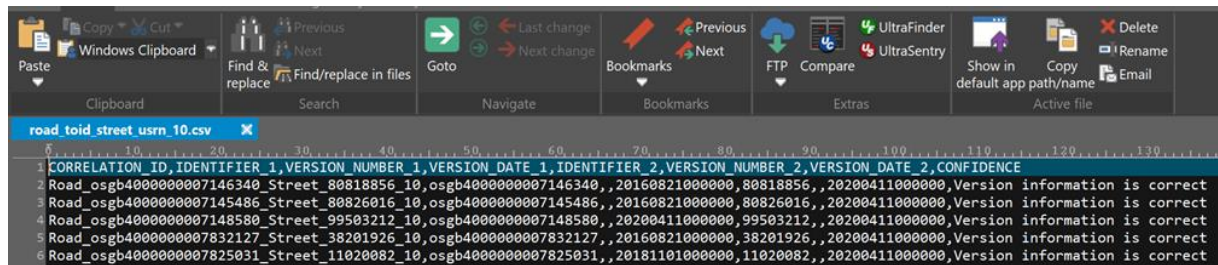 Copy Cut
Windows Clipboard
Paste
Clipboard
Previous
Next
Find &
replace
Find/replace in files
Search
Goto
Last change
Next change
Navigate
Bookmarks
Previous
Next
Bookmarks
FTP
Compare
UltraFinder
UltraSentry
Extras
Show in
default app
Copy
path/name
Delete
Rename
Email
Active file
road_toid_street_usrn_10.csv
0 10 20 30 40 50 60 70 80 90 100 110 120 130
1 CORRELATION_ID,IDENTIFIER_1,VERSION_NUMBER_1,VERSION_DATE_1,IDENTIFIER_2,VERSION_NUMBER_2,VERSION_DATE_2,CONFIDENCE
2 Road_osgb4000000007146340_Street_80818856_10,osgb4000000007146340,,20160821000000,80818856,,20200411000000,Version information is correct
3 Road_osgb4000000007145486_Street_80826016_10,osgb4000000007145486,,20160821000000,80826016,,20200411000000,Version information is correct
4 Road_osgb4000000007148580_Street_99503212_10,osgb4000000007148580,,20200411000000,99503212,,20200411000000,Version information is correct
5 Road_osgb4000000007832127_Street_38201926_10,osgb4000000007832127,,20160821000000,38201926,,20200411000000,Version information is correct
6 Road_osgb4000000007825031_Street_11020082_10,osgb4000000007825031,,20181101000000,11020082,,20200411000000,Version information is correct